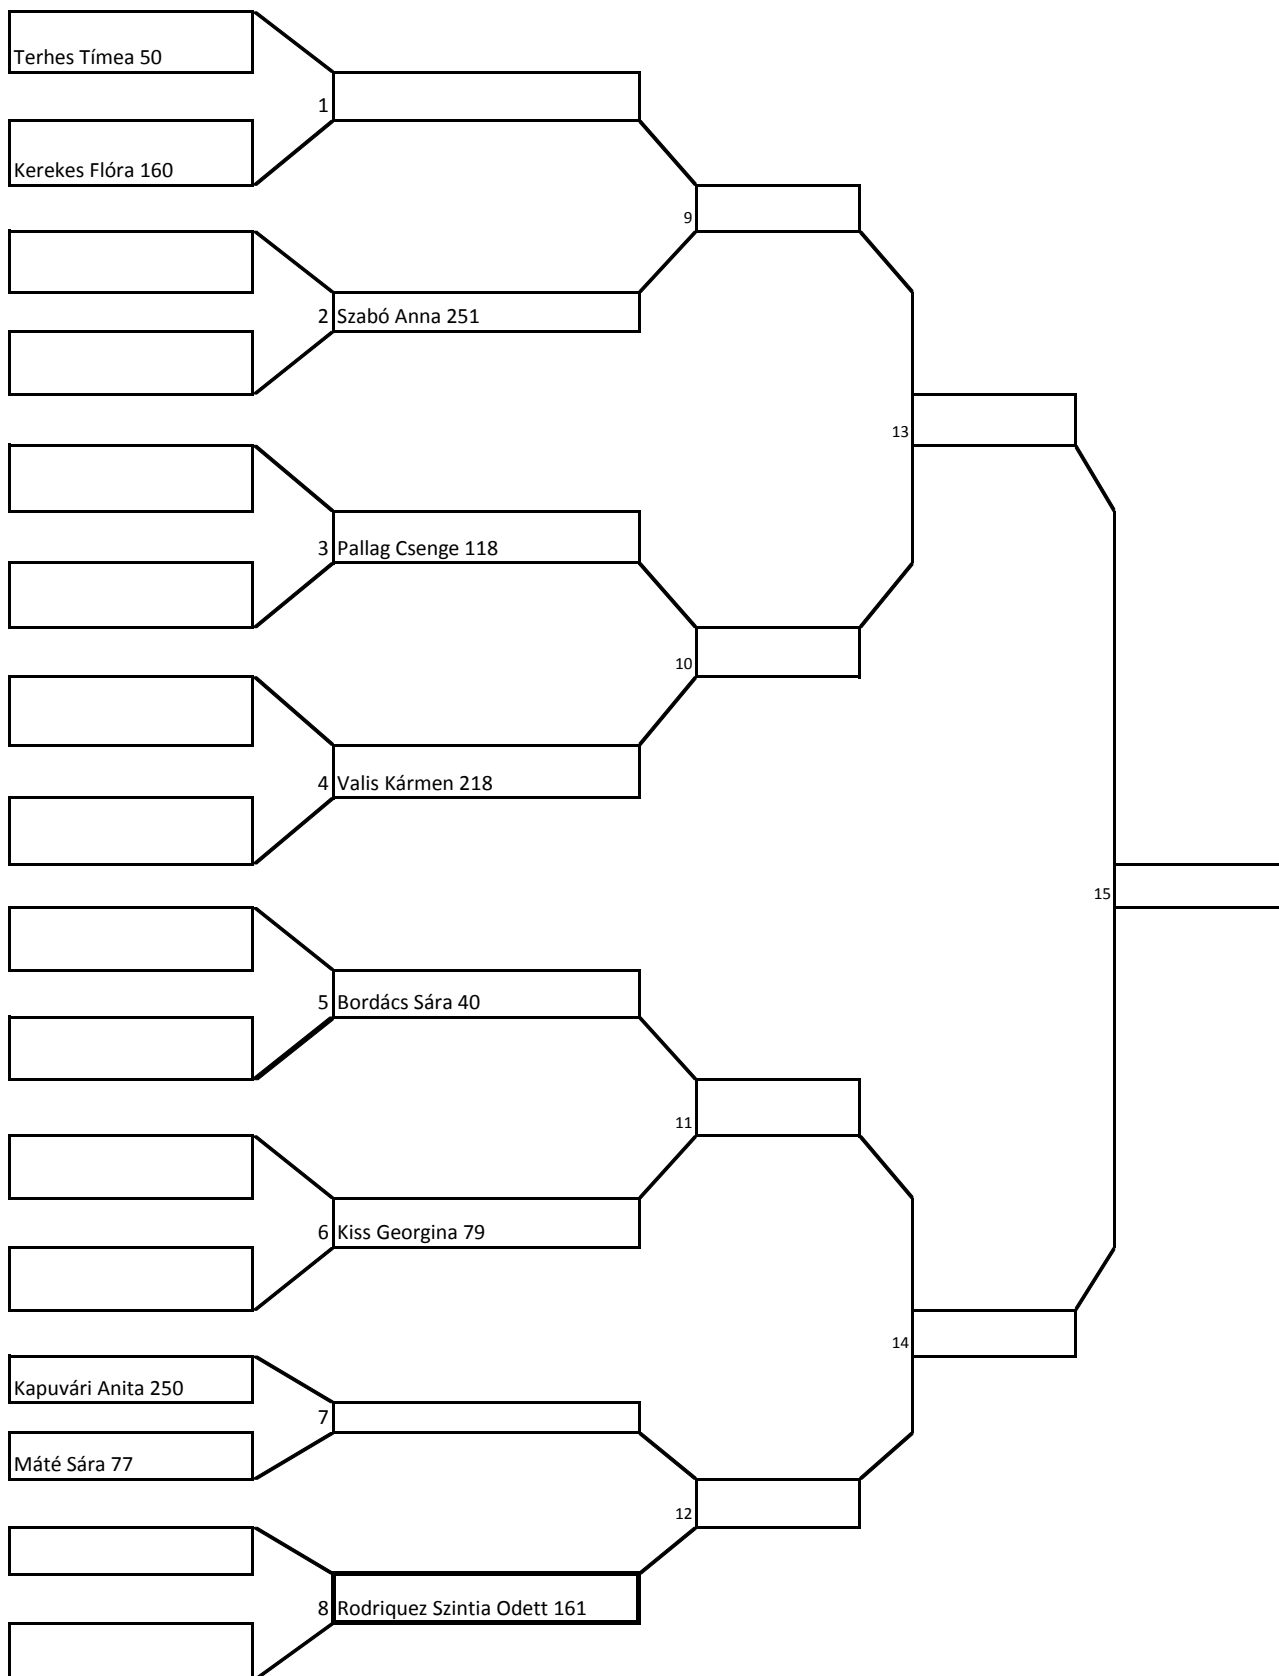 Terhes Tímea 50
1
Kerekes Flóra 160
9
2 Szabó Anna 251
13
3 Pallag Csenge 118
10
4 Valis Kármen 218
15
5 Bordács Sára 40
11
6 Kiss Georgina 79
14
Kapuvári Anita 250
7
Máté Sára 77
12
8 Rodriquez Szintia Odett 161